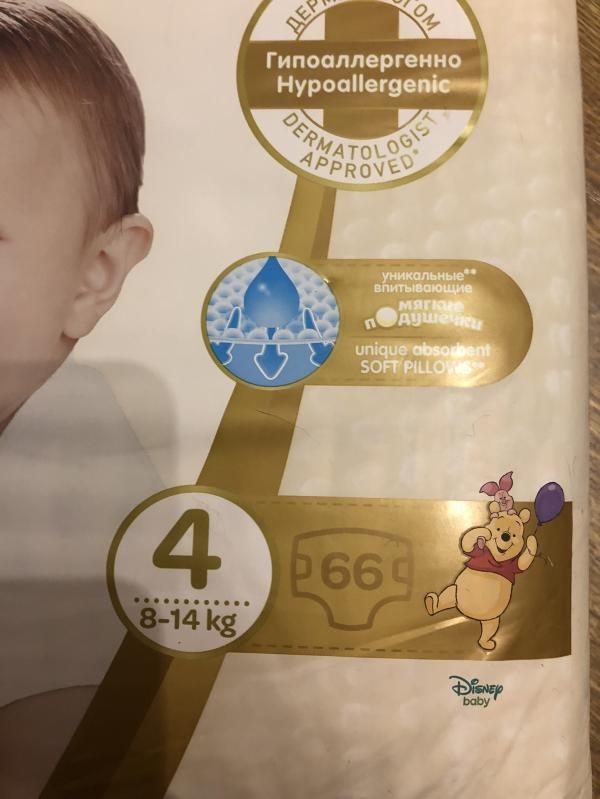 Гипоаллергенно
Hypoallergenic
DERMATOLOGIST
APPROVED*
уникальные**
впитывающие
мягкие
подушечки
unique absorbent
SOFT PILLOWS**
4
8-14 kg
66
Disney
baby